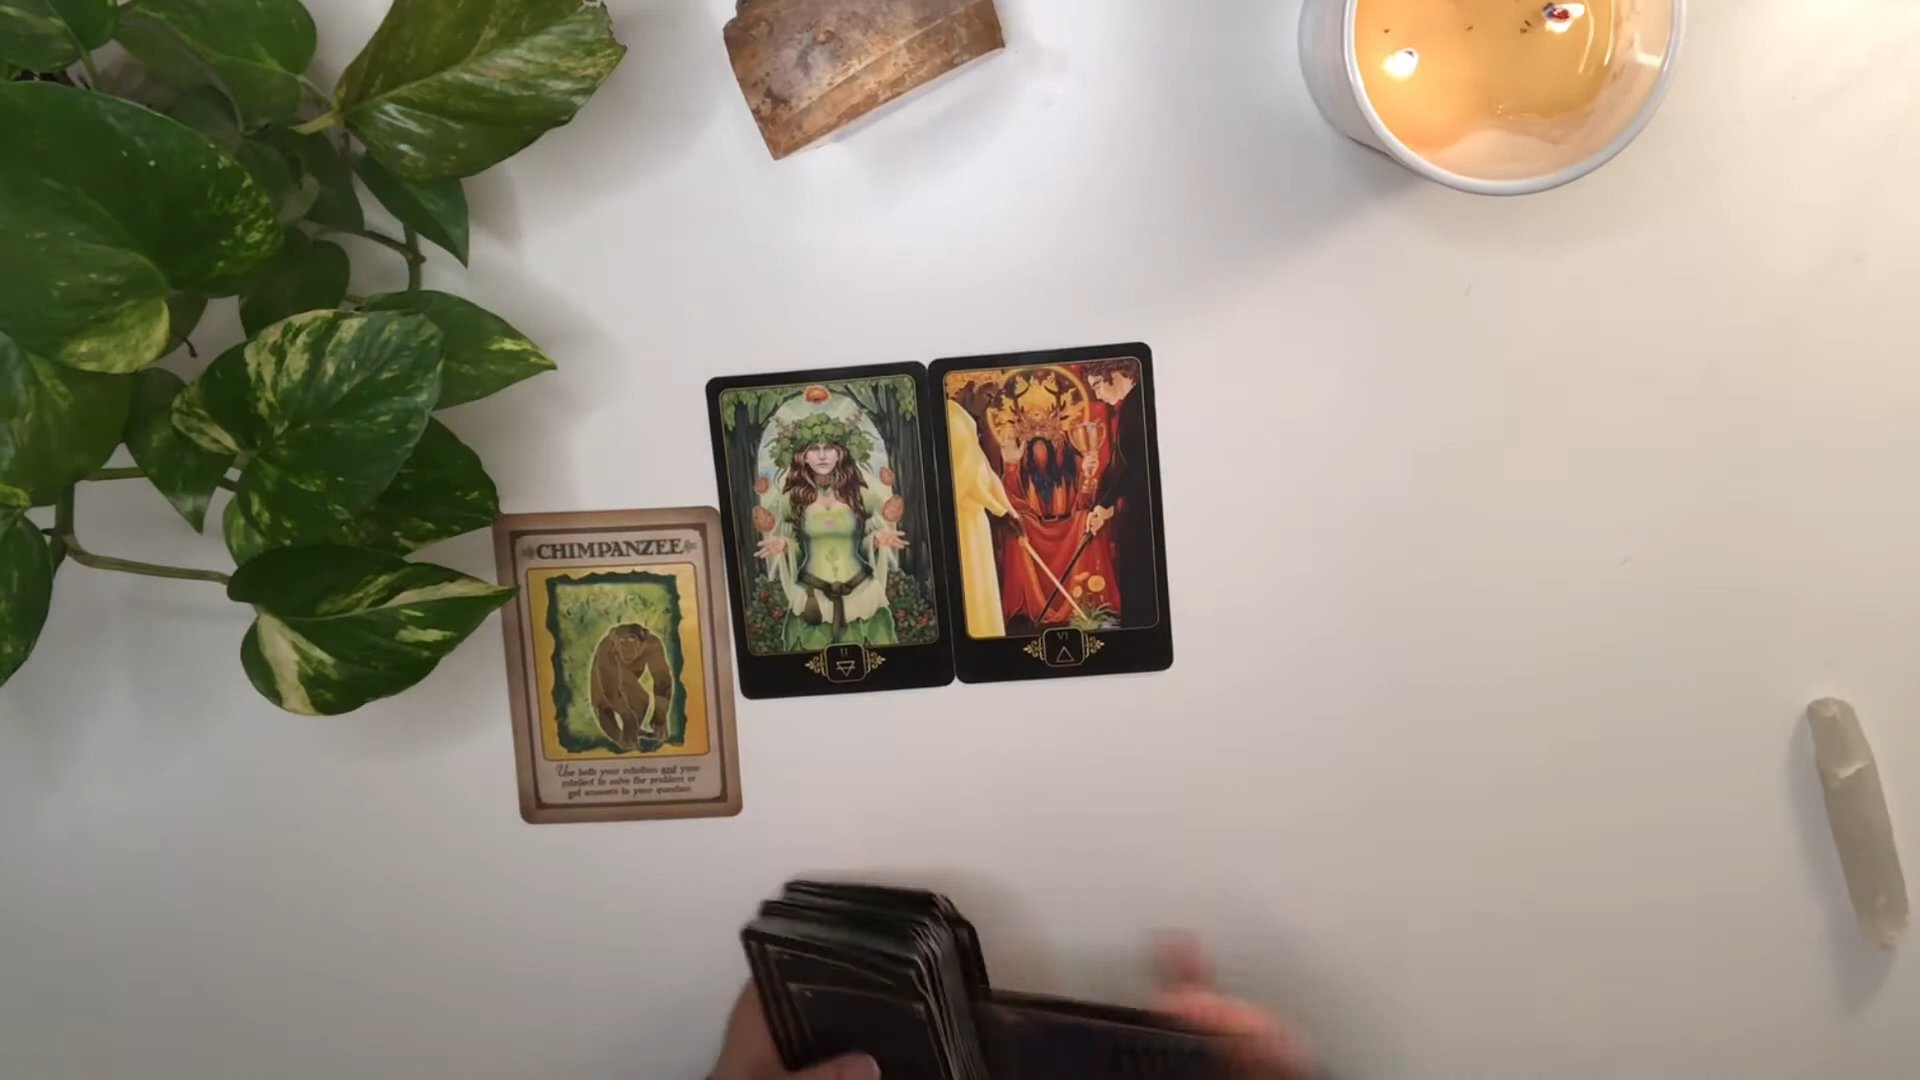 CHIMPANZEE
Use both your intuition and your
intellect to solve the problem or
get answers to your question
II
VI